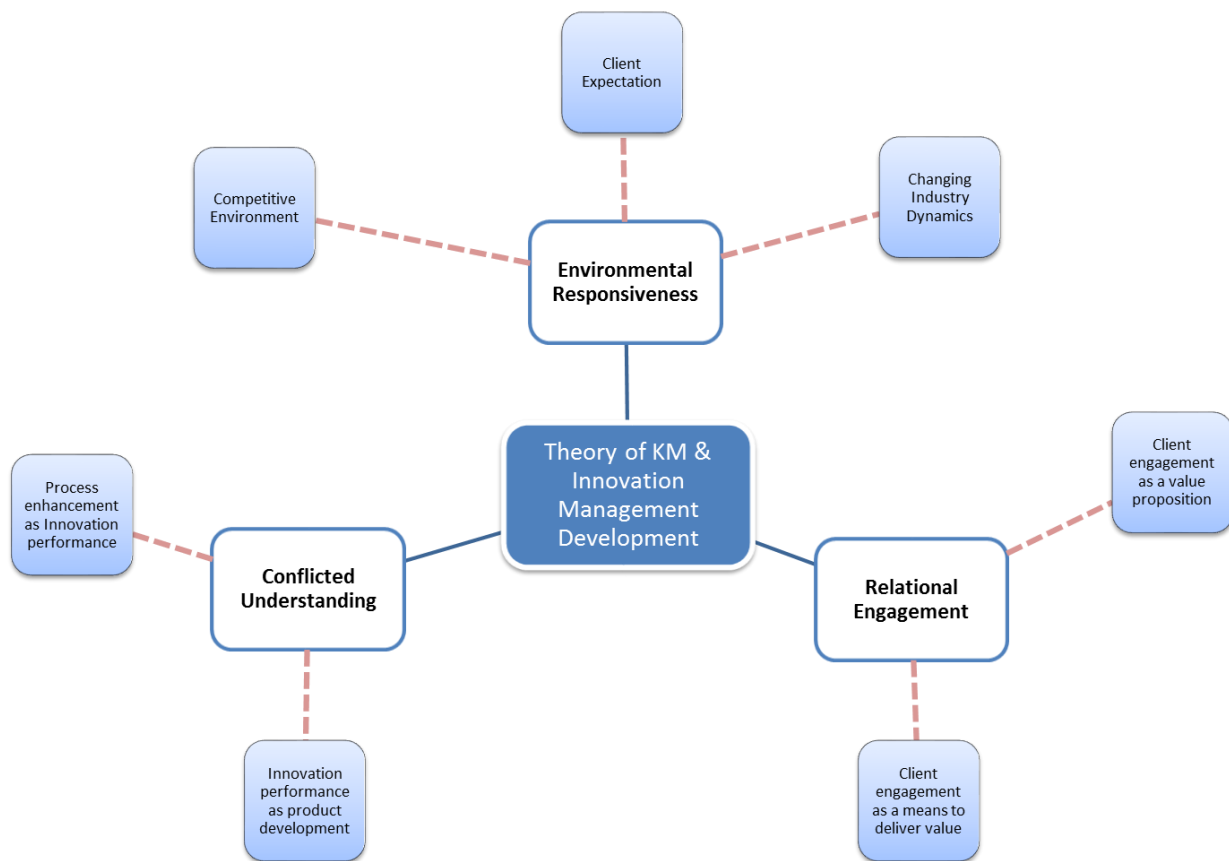 Client
Expectation
Competitive
Environment
Changing
Industry
Dynamics
Environmental
Responsiveness
Theory of KM &
Innovation
Management
Development
Client
engagement
as a value
proposition
Process
enhancement
as Innovation
performance
Conflicted
Understanding
Relational
Engagement
Innovation
performance
as product
development
Client
engagement
as a means to
deliver value